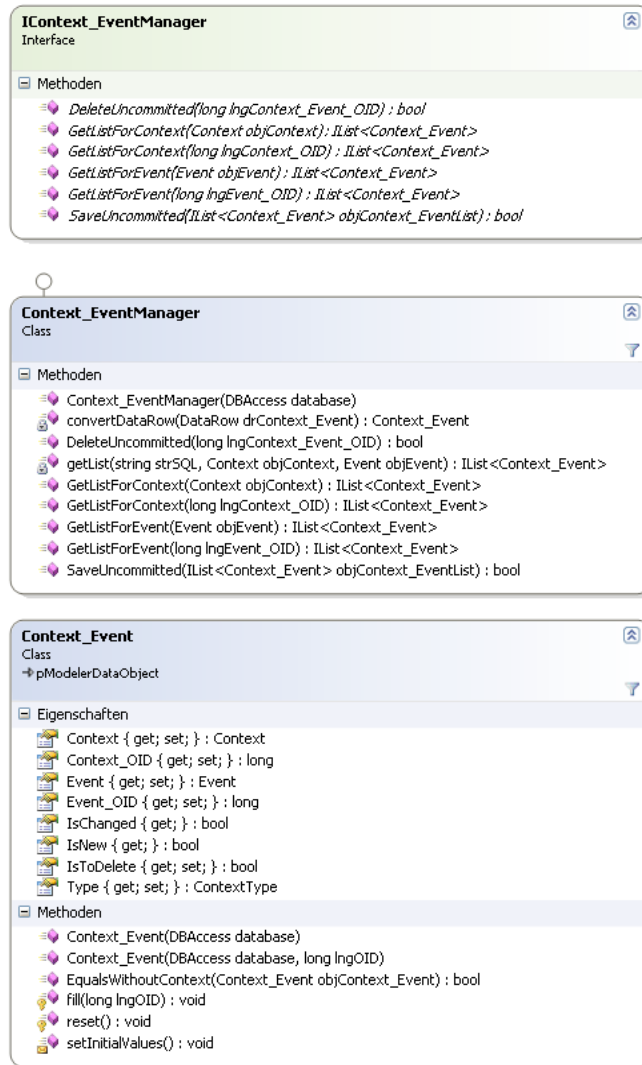 IContext_EventManager
Interface
Methoden
DeleteUncommitted(long lngContext_Event_OID) : bool
GetListForContext(Context objContext) : IList<Context_Event>
GetListForContext(long lngContext_OID) : IList<Context_Event>
GetListForEvent(Event objEvent) : IList<Context_Event>
GetListForEvent(long lngEvent_OID) : IList<Context_Event>
SaveUncommitted(IList<Context_Event> objContext_EventList) : bool
Context_EventManager
Class
Methoden
Context_EventManager(DBAccess database)
convertDataRow(DataRow drContext_Event) : Context_Event
DeleteUncommitted(long lngContext_Event_OID) : bool
getList(string strSQL, Context objContext, Event objEvent) : IList<Context_Event>
GetListForContext(Context objContext) : IList<Context_Event>
GetListForContext(long lngContext_OID) : IList<Context_Event>
GetListForEvent(Event objEvent) : IList<Context_Event>
GetListForEvent(long lngEvent_OID) : IList<Context_Event>
SaveUncommitted(IList<Context_Event> objContext_EventList) : bool
Context_Event
Class
pModelerDataObject
Eigenschaften
Context { get; set; } : Context
Context_OID { get; set; } : long
Event { get; set; } : Event
Event_OID { get; set; } : long
IsChanged { get; } : bool
IsNew { get; } : bool
IsToDelete { get; set; } : bool
Type { get; set; } : ContextType
Methoden
Context_Event(DBAccess database)
Context_Event(DBAccess database, long lngOID)
EqualsWithoutContext(Context_Event objContext_Event) : bool
fill(long lngOID) : void
reset() : void
setInitialValues() : void